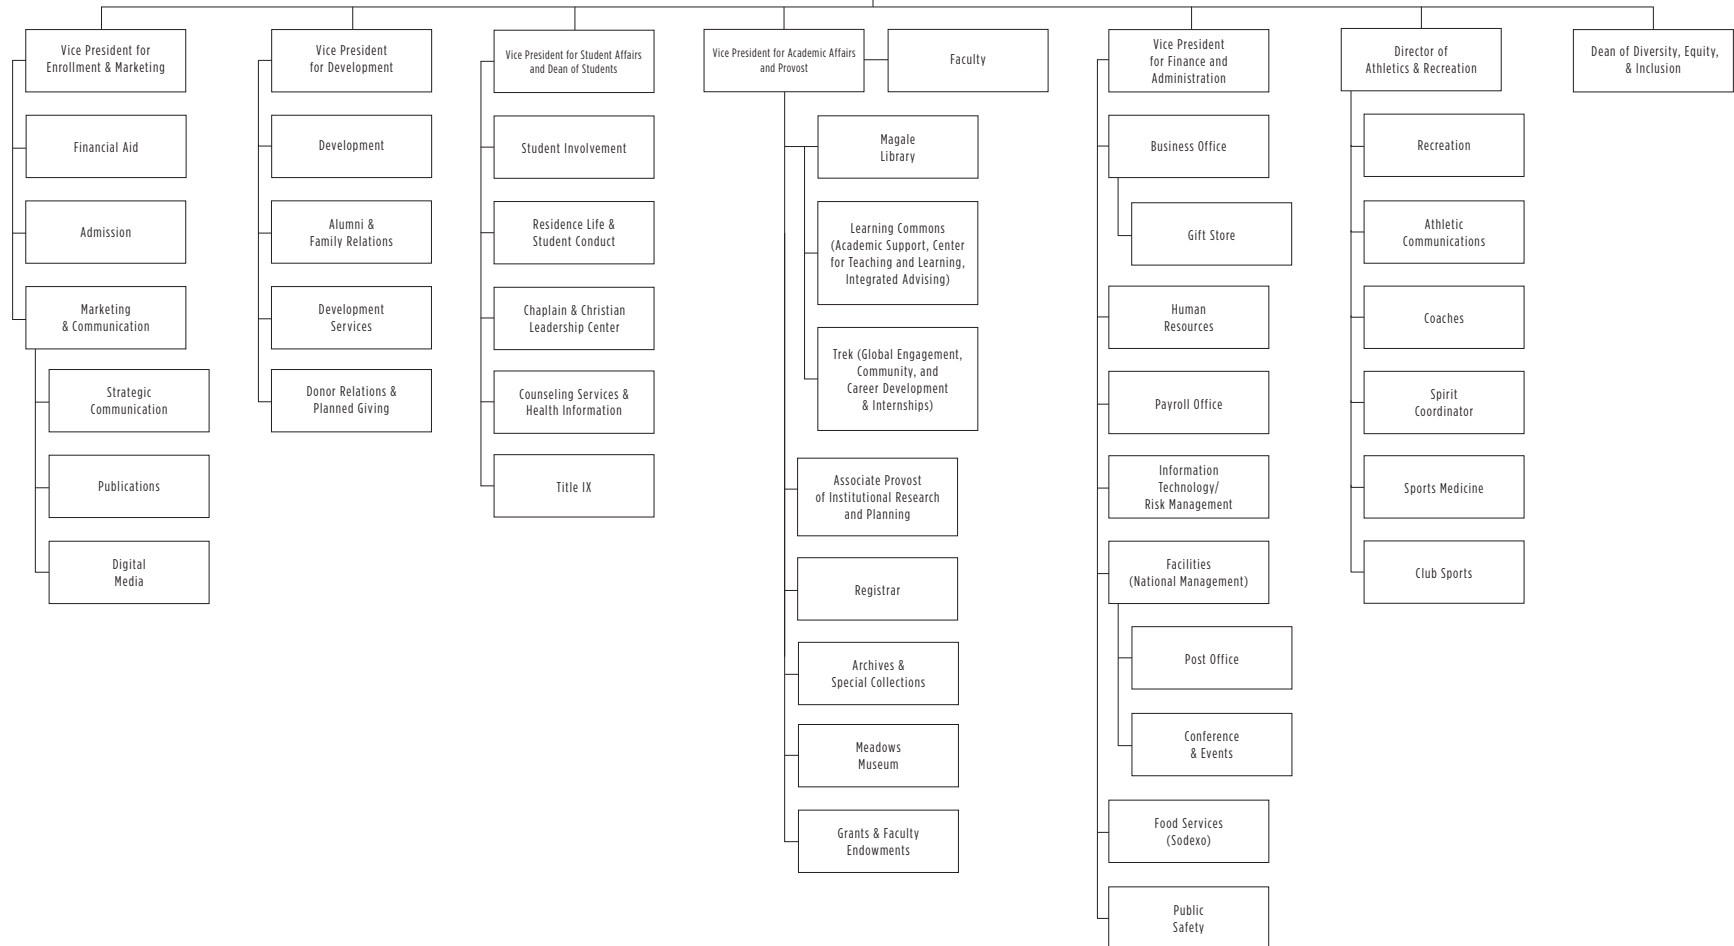 Vice President for
Enrollment & Marketing
Financial Aid
Admission
Marketing
& Communication
Strategic
Communication
Publications
Digital
Media
Vice President
for Development
Development
Alumni &
Family Relations
Development
Services
Donor Relations &
Planned Giving
Vice President for Student Affairs
and Dean of Students
Student Involvement
Residence Life &
Student Conduct
Chaplain & Christian
Leadership Center
Counseling Services &
Health Information
Title IX
Vice President for Academic Affairs
and Provost
Faculty
Magale
Library
Learning Commons
(Academic Support, Center
for Teaching and Learning,
Integrated Advising)
Trek (Global Engagement,
Community, and
Career Development
& Internships)
Associate Provost
of Institutional Research
and Planning
Registrar
Archives &
Special Collections
Meadows
Museum
Grants & Faculty
Endowments
Vice President
for Finance and
Administration
Business Office
Gift Store
Human
Resources
Payroll Office
Information
Technology/
Risk Management
Facilities
(National Management)
Post Office
Conference
& Events
Food Services
(Sodexo)
Public
Safety
Director of
Athletics & Recreation
Recreation
Athletic
Communications
Coaches
Spirit
Coordinator
Sports Medicine
Club Sports
Dean of Diversity, Equity,
& Inclusion